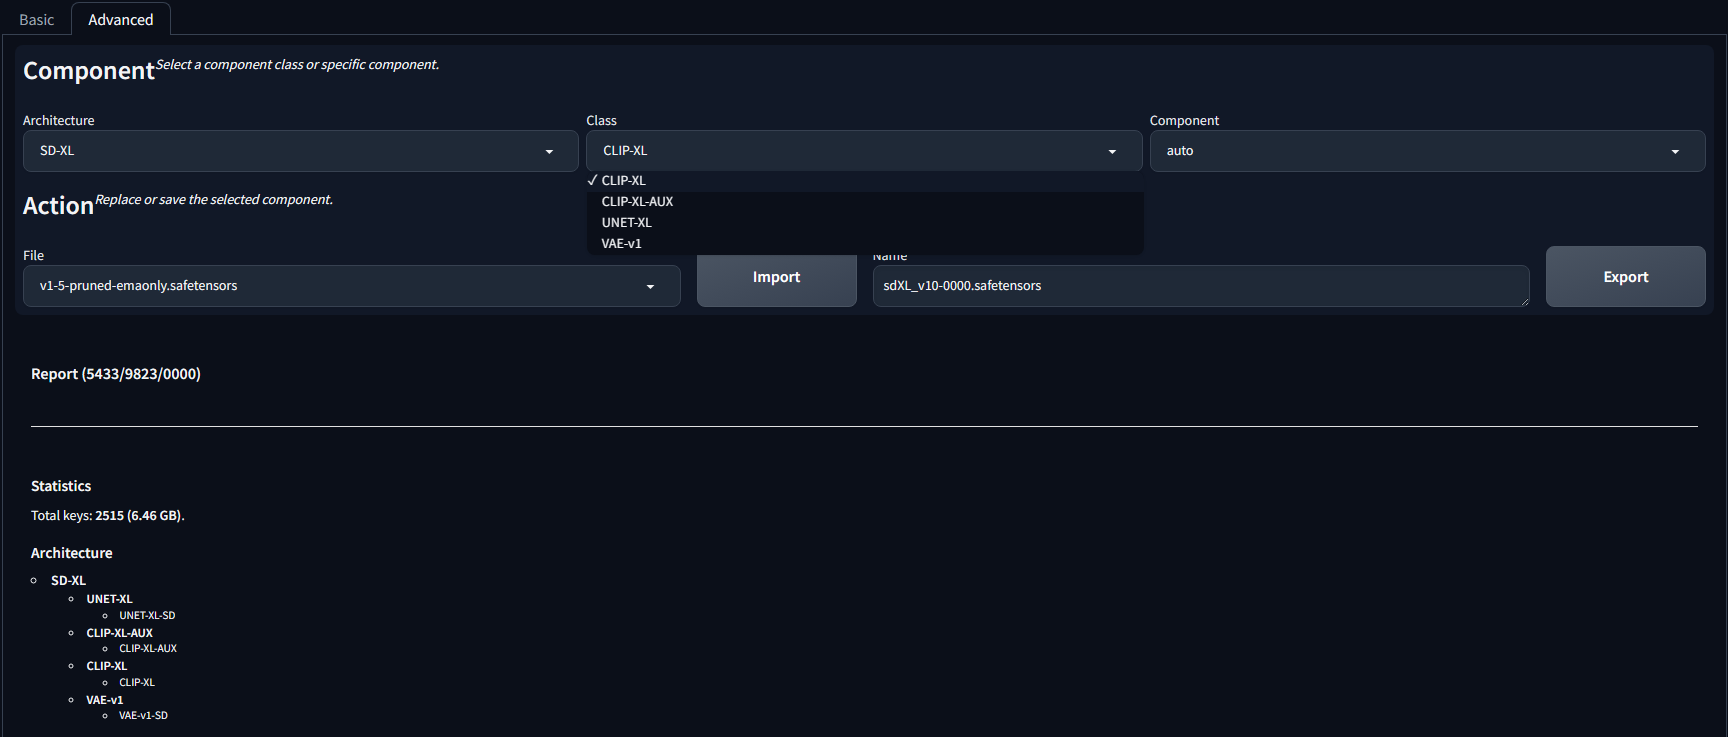 Basic
Advanced
Component Select a component class or specific component.
Architecture
SD-XL
Class
CLIP-XL
Component
auto
✓ CLIP-XL
CLIP-XL-AUX
UNET-XL
VAE-v1
Action Replace or save the selected component.
File
v1-5-pruned-emaonly.safetensors
Import
Name
sdXL_v10-0000.safetensors
Export
Report (5433/9823/0000)
Statistics
Total keys: 2515 (6.46 GB).
Architecture
SD-XL
UNET-XL
UNET-XL-SD
CLIP-XL-AUX
CLIP-XL-AUX
CLIP-XL
CLIP-XL
VAE-v1
VAE-v1-SD